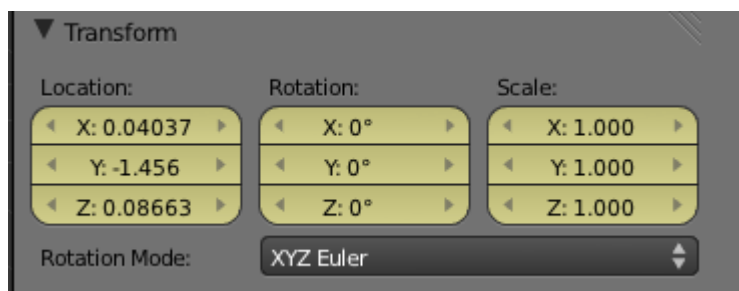 Transform
Location: Rotation: Scale:
X: 0.04037 X: 0° X: 1.000
Y: -1.456 Y: 0° Y: 1.000
Z: 0.08663 Z: 0° Z: 1.000
Rotation Mode: XYZ Euler